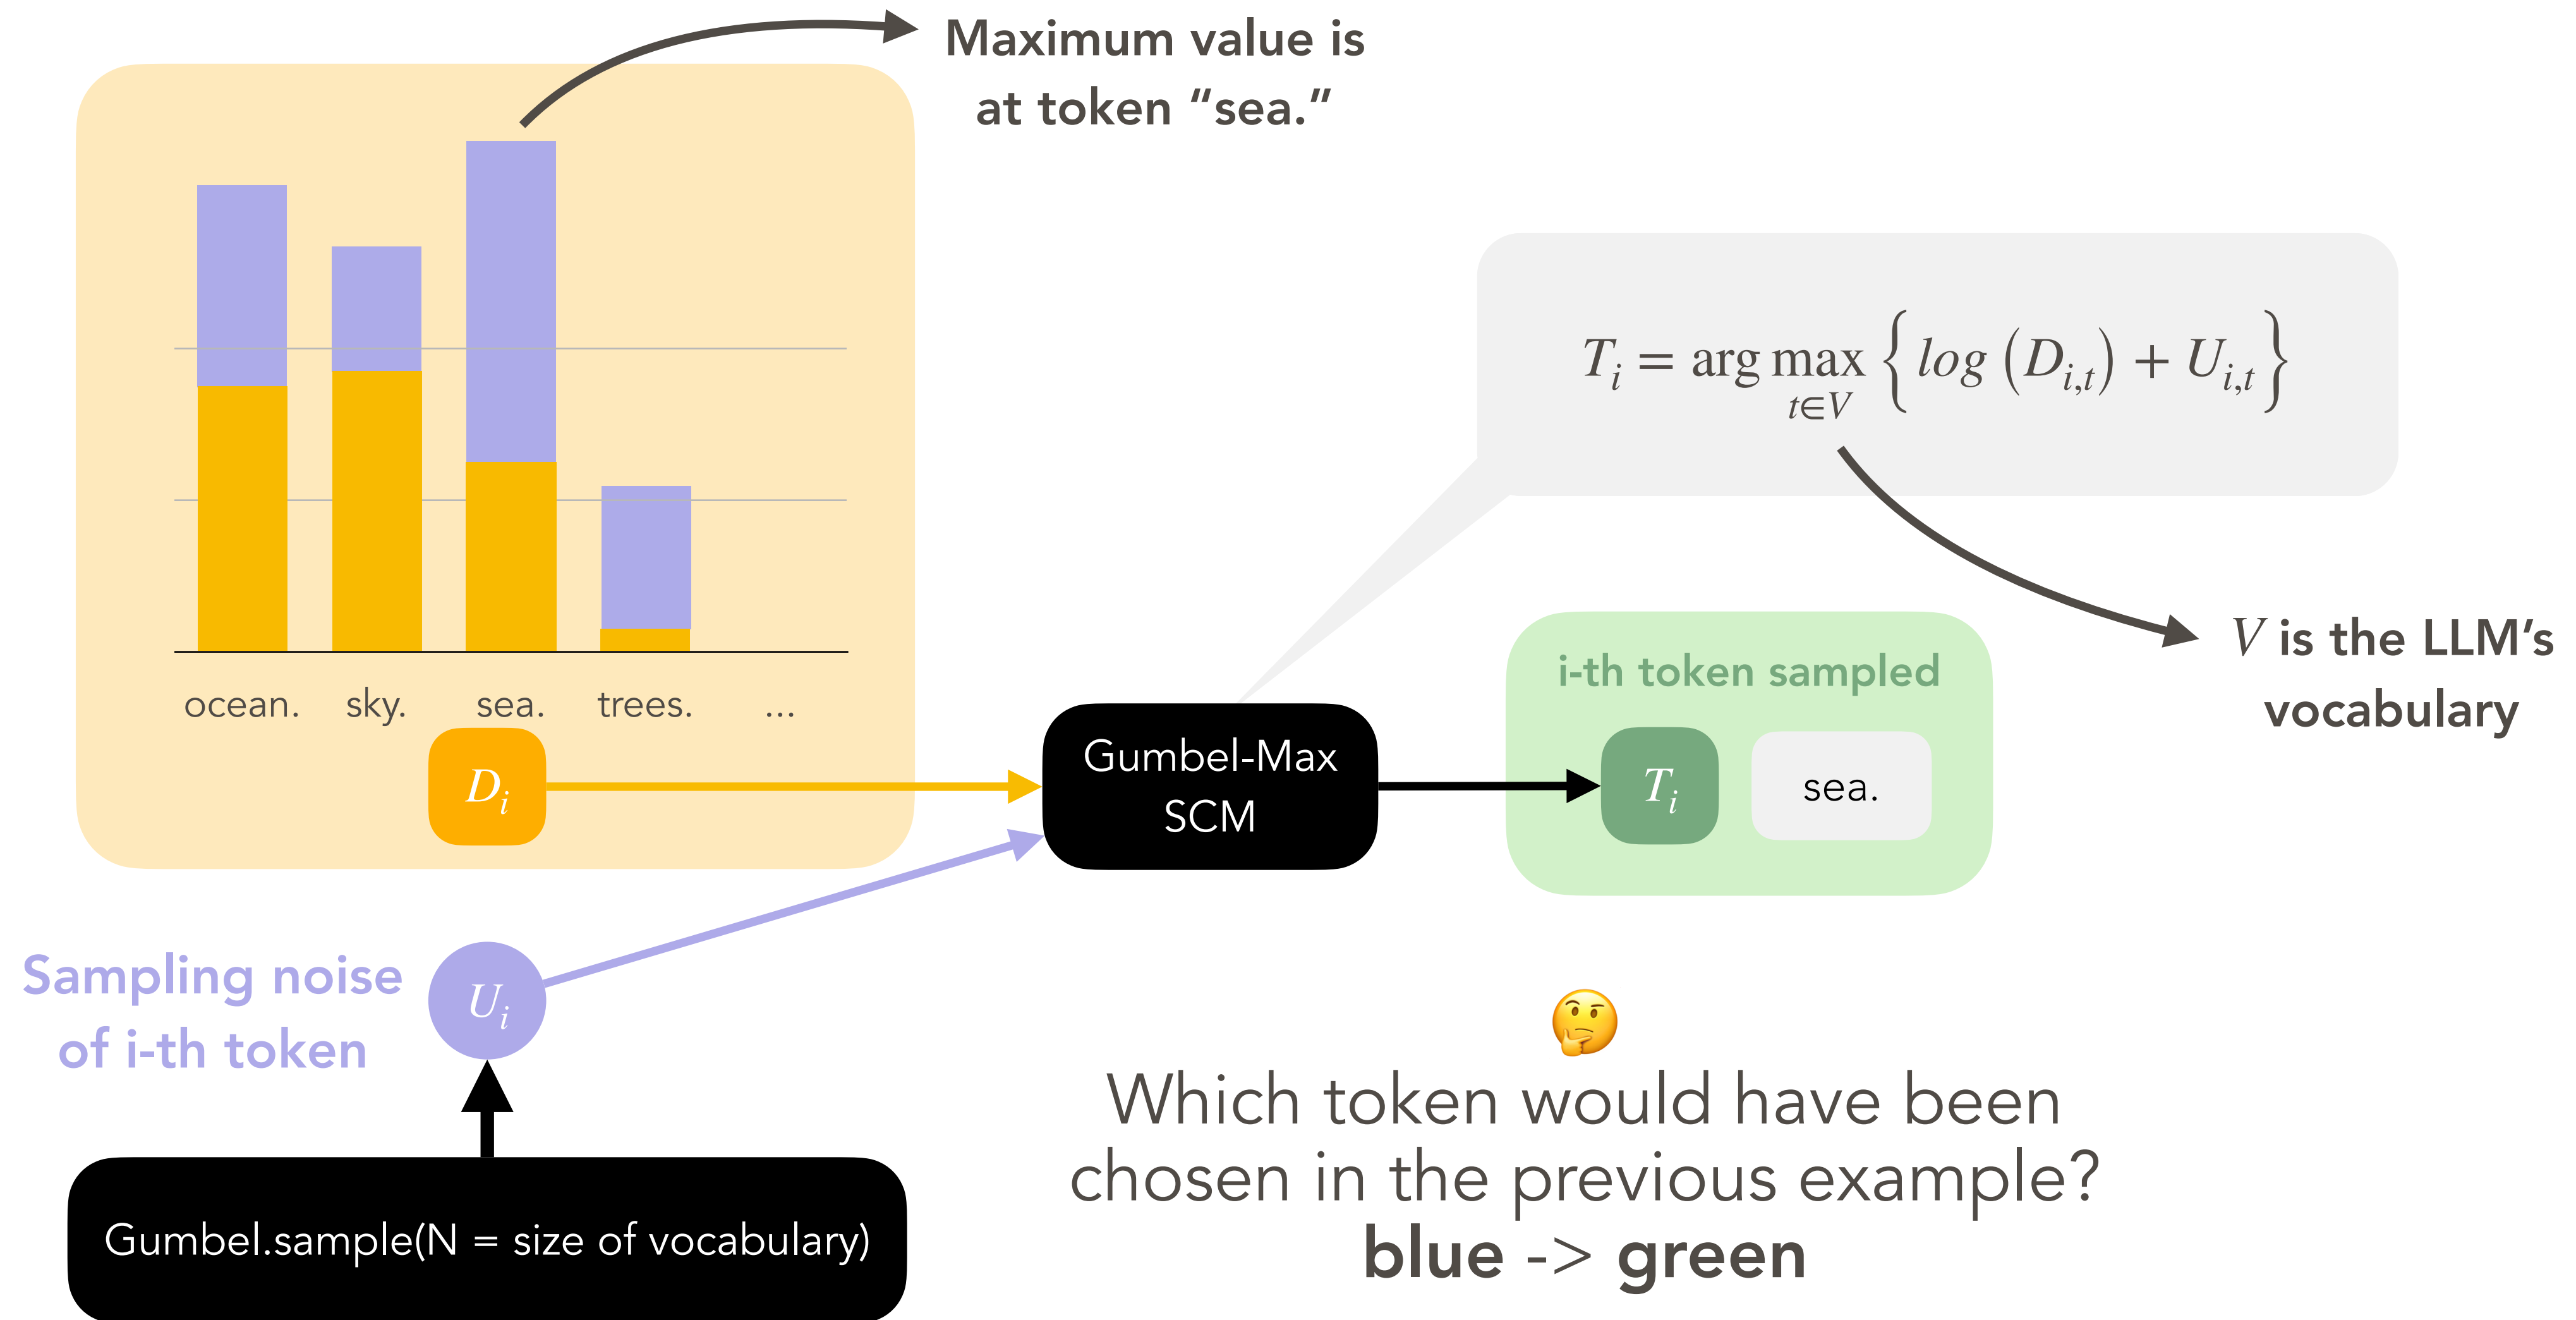 Maximum value is
at token “sea.”
ocean. sky. sea. trees. ...
D_i
T_i = arg max_{t∈V} { log (D_{i,t}) + U_{i,t} }
V is the LLM’s
vocabulary
Gumbel-Max
SCM
i-th token sampled
T_i sea.
Sampling noise
of i-th token
U_i
Gumbel.sample(N = size of vocabulary)
🤔
Which token would have been
chosen in the previous example?
blue -> green